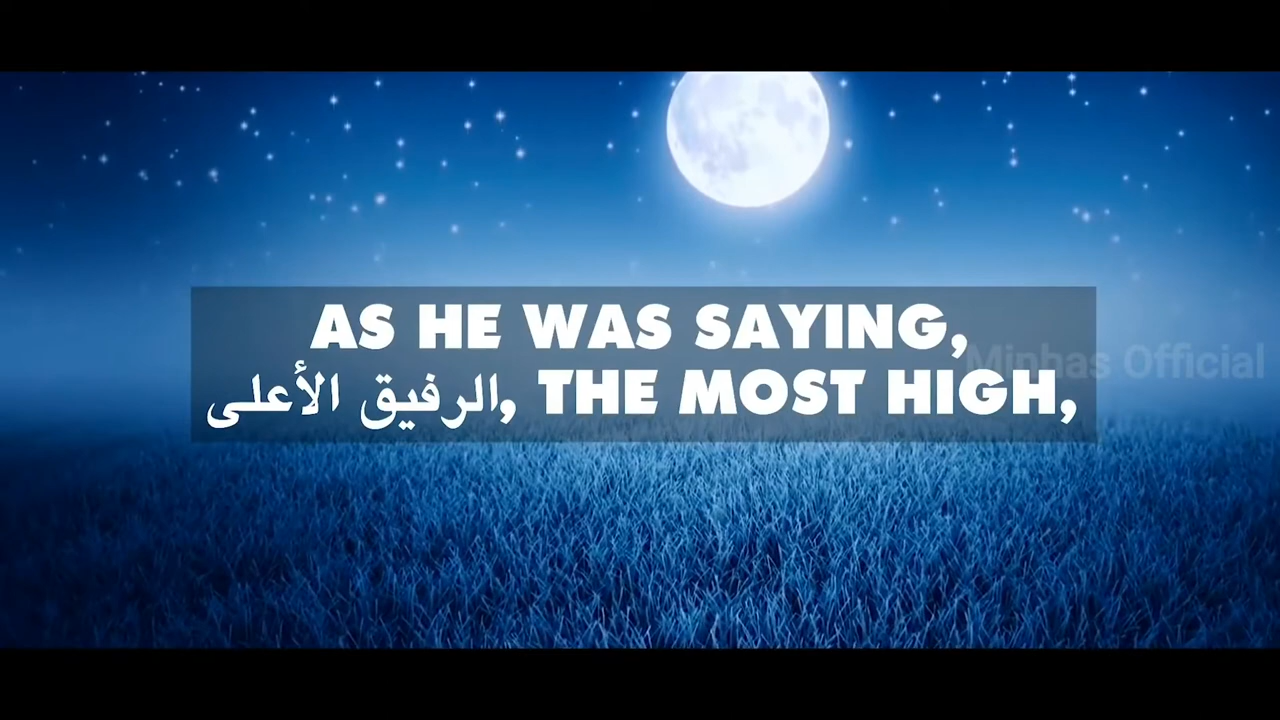 AS HE WAS SAYING,
الرفيق الأعلى, THE MOST HIGH,
Minhas Official